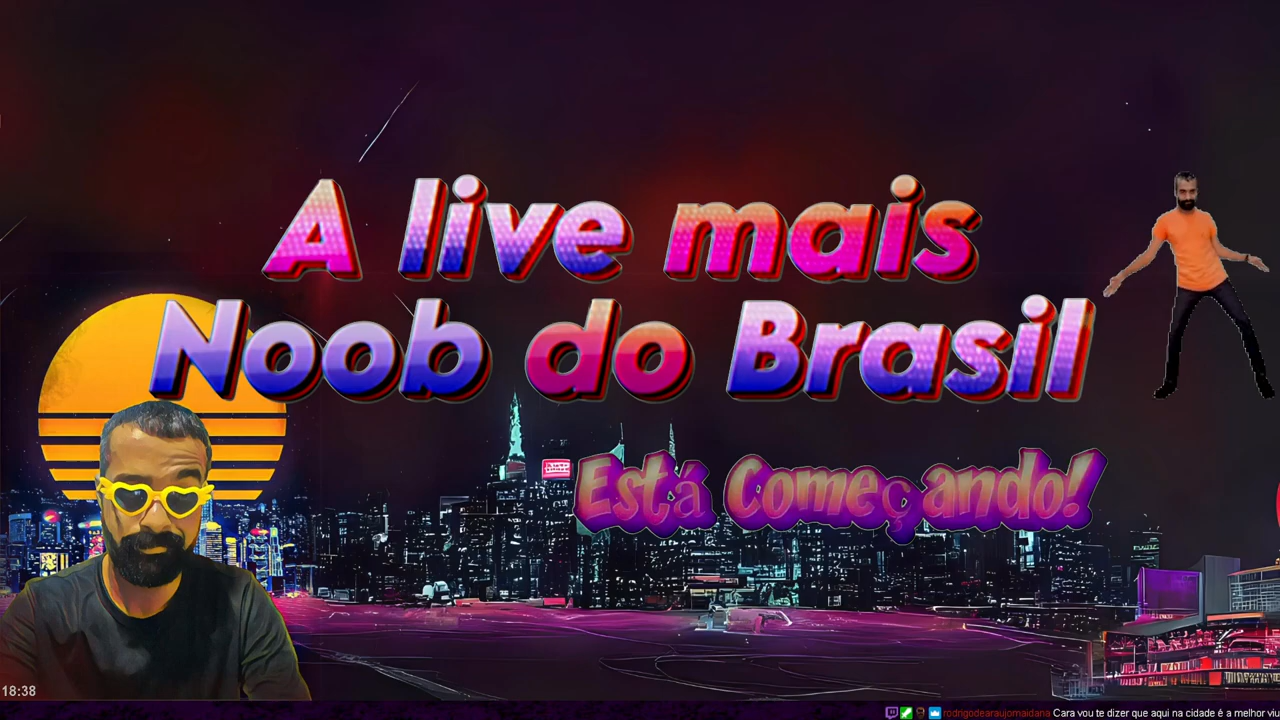 A live mais
Noob do Brasil
Está Começando!
18:38
rodrigodearaujomaidana Cara vou te dizer que aqui na cidade é a melhor viu